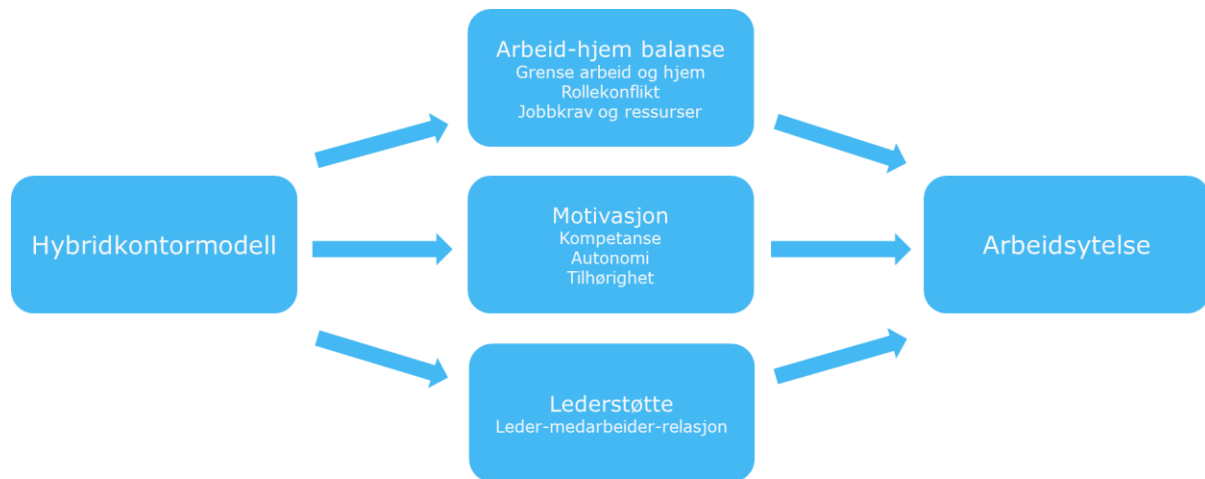 Hybridkontormodell
Arbeid-hjem balanse
Grense arbeid og hjem
Rollekonflikt
Jobbkrav og ressurser
Motivasjon
Kompetanse
Autonomi
Tilhørighet
Lederstøtte
Leder-medarbeider-relasjon
Arbeidsytelse